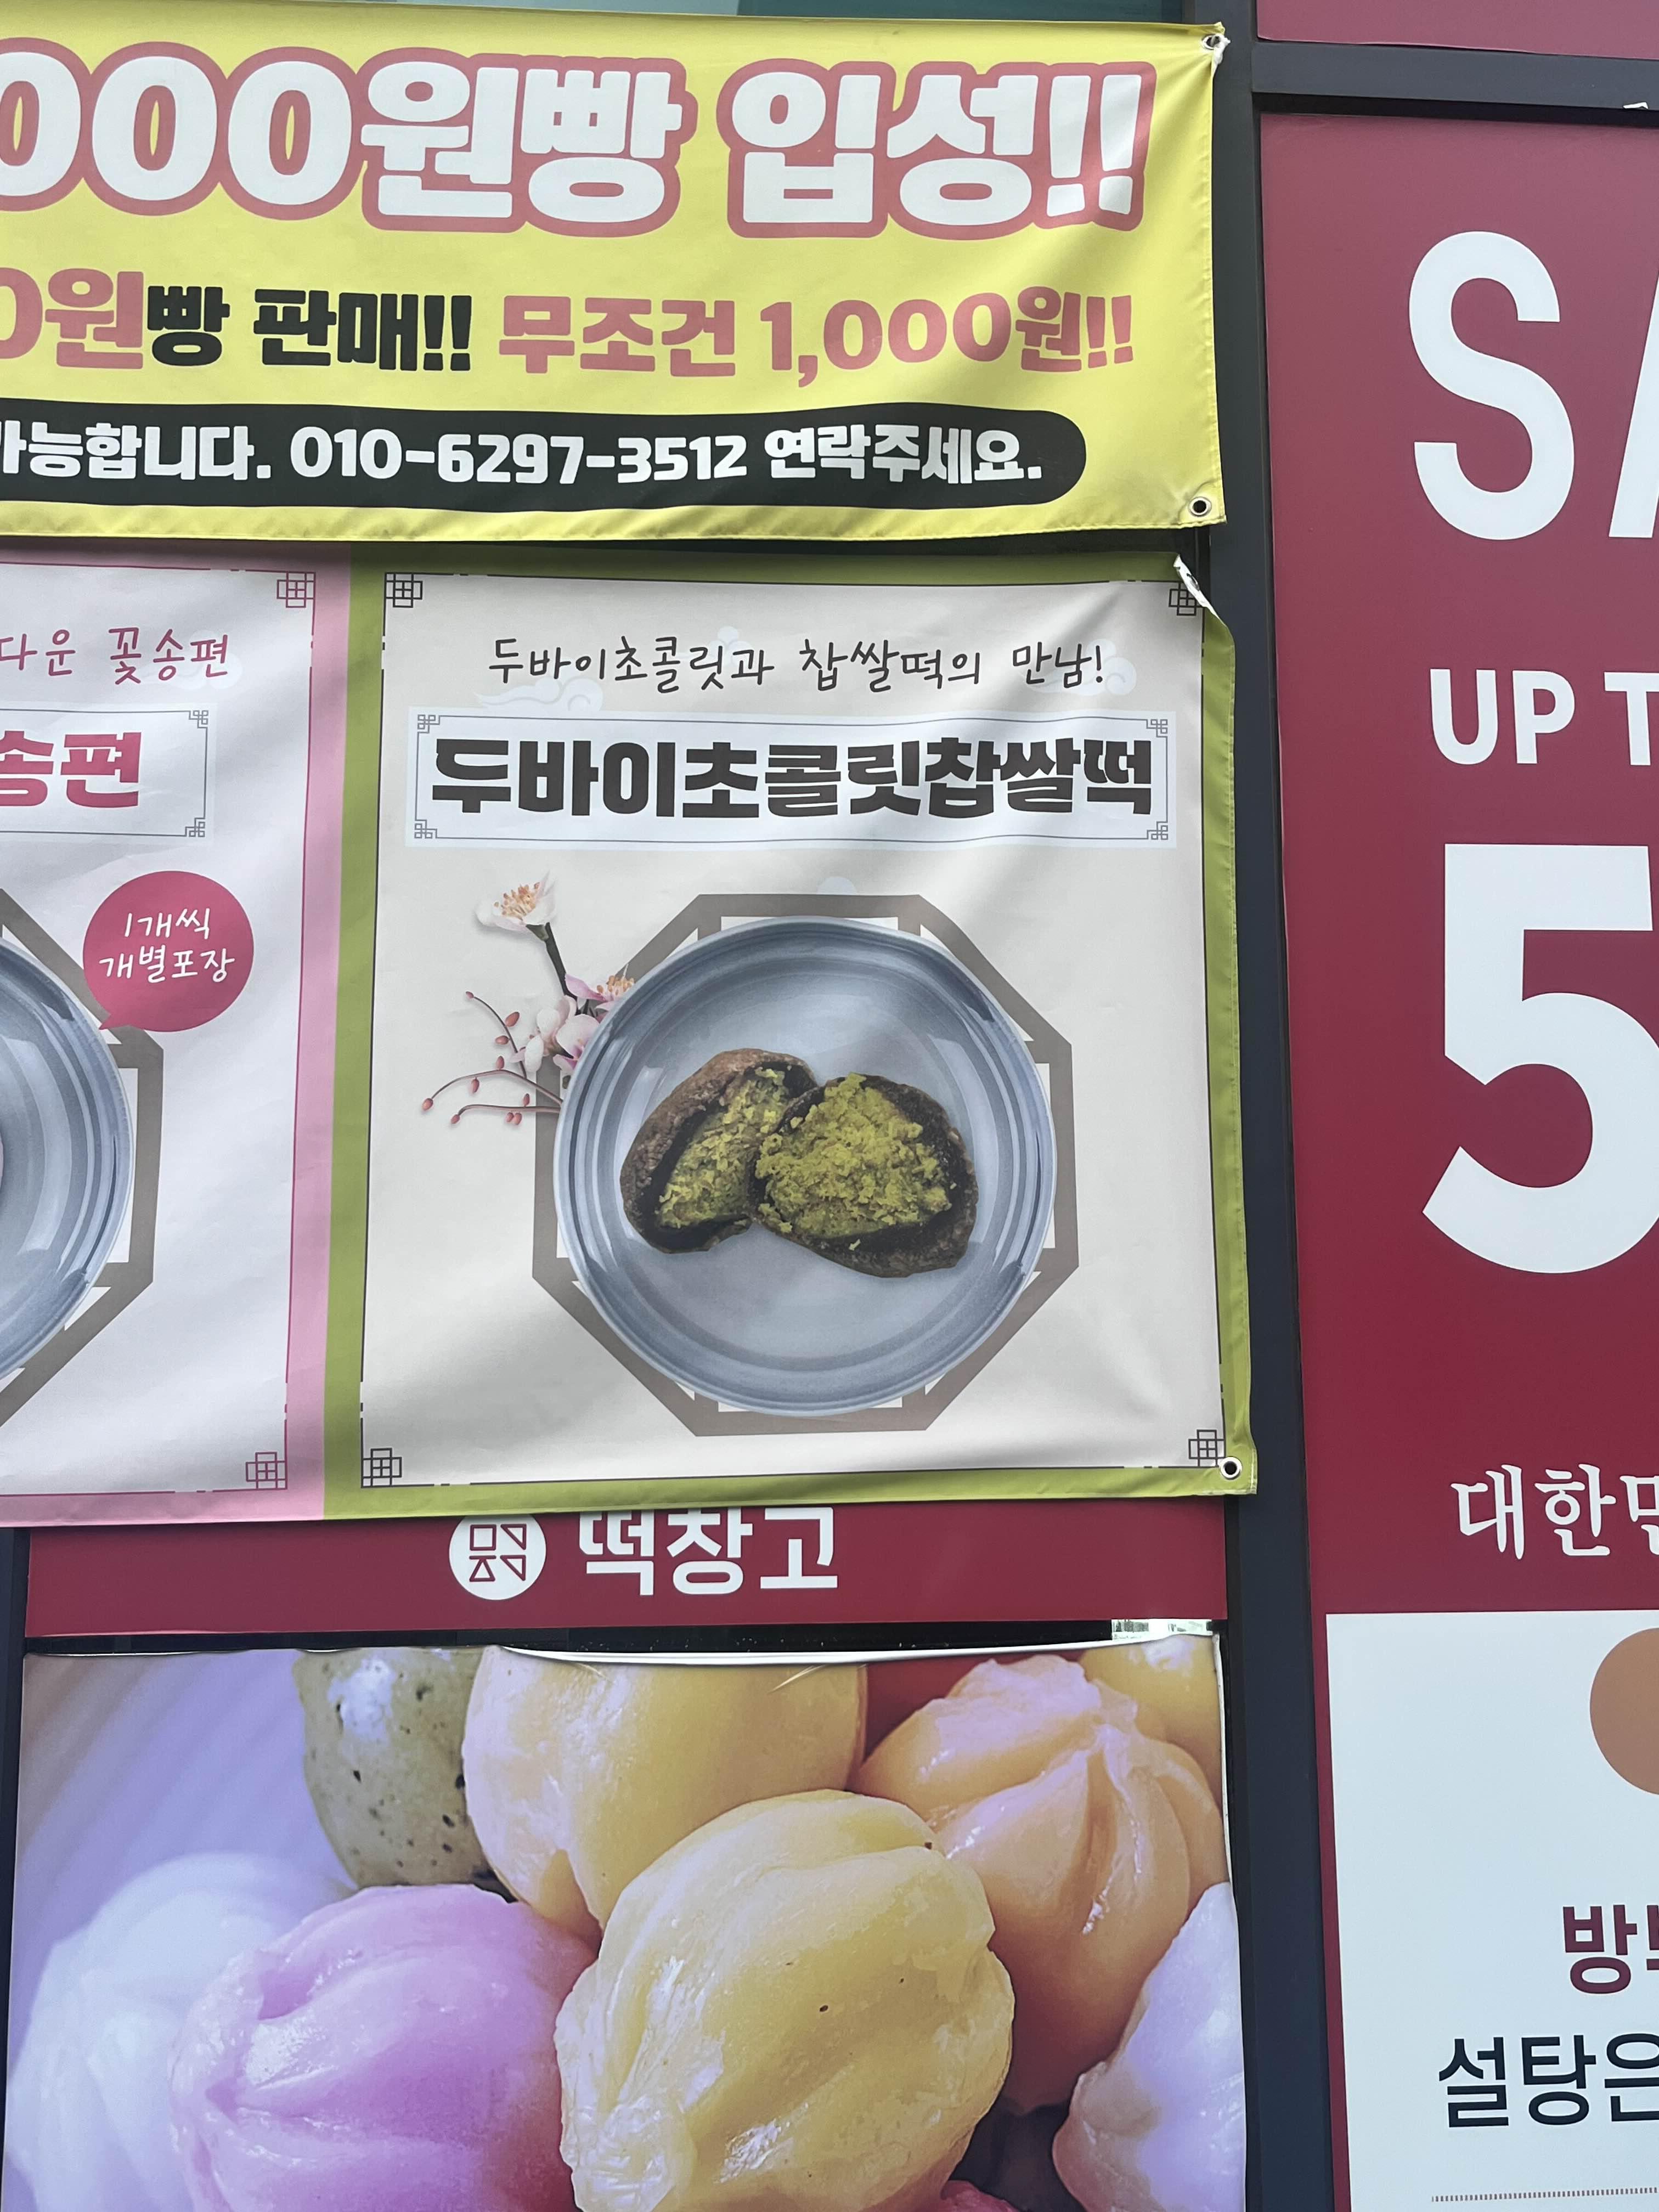 000원빵 입성!!
0원빵 판매!! 무조건 1,000원!!
가능합니다. 010-6297-3512 연락주세요.
다운 꽃송편
송편
1개씩
개별포장
두바이초콜릿과 찹쌀떡의 만남!
두바이초콜릿찹쌀떡
떡창고
SA
UP T
5
대한민
방부
설탕은